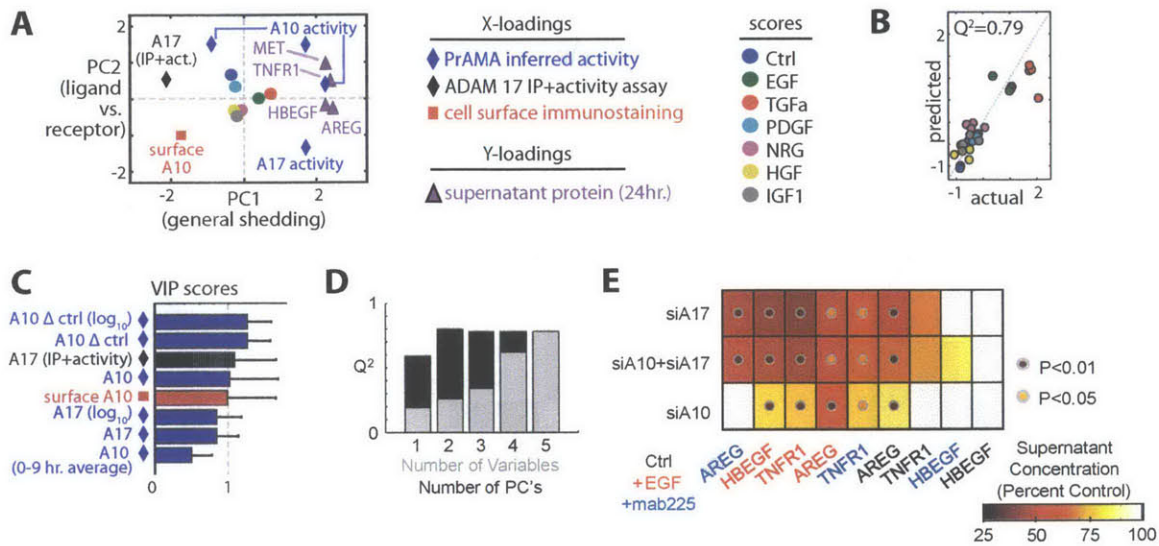 A
2
0
-2
PC2
(ligand
vs.
receptor)
A17
(IP+act.)
A10 activity
MET
TNFR1
HBEGF
AREG
surface
A10
A17 activity
-2
0
2
PC1
(general shedding)
X-loadings
PrAMA inferred activity
ADAM 17 IP+activity assay
cell surface immunostaining
Y-loadings
supernatant protein (24hr.)
scores
Ctrl
EGF
TGFa
PDGF
NRG
HGF
IGF1
B
Q²=0.79
predicted
2
-1
-1
2
actual
C
VIP scores
A10 Δ ctrl (log₁₀)
A10 Δ ctrl
A17 (IP+activity)
A10
surface A10
A17 (log₁₀)
A17
A10
(0-9 hr. average)
0
1
D
1
Q²
0
1 2 3 4 5
Number of Variables
Number of PC's
E
siA17
siA10+siA17
siA10
Ctrl
+EGF
+mab225
AREG
HBEGF
TNFR1
AREG
TNFR1
AREG
TNFR1
HBEGF
HBEGF
P<0.01
P<0.05
Supernatant
Concentration
(Percent Control)
25 50 75 100